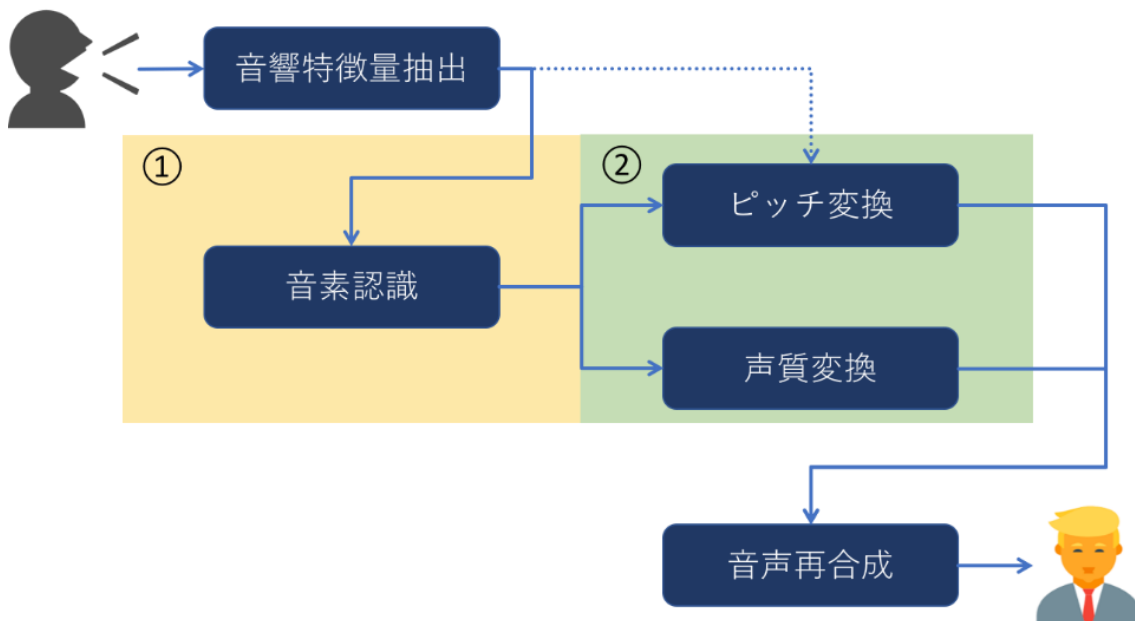 音響特徴量抽出
①
②
ピッチ変換
音素認識
声質変換
音声再合成